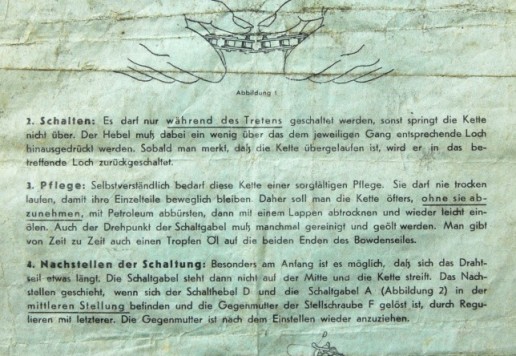 Abbildung 1
2. Schalten: Es darf nur während des Tretens geschaltet werden, sonst springt die Kette
nicht über. Der Hebel muß dabei ein wenig über das dem jeweiligen Gang entsprechende Loch
hinausgedrückt werden. Sobald man merkt, daß die Kette übergelaufen ist, wird er in das be-
treffende Loch zurückgeschaltet.
3. Pflege: Selbstverständlich bedarf diese Kette einer sorgfältigen Pflege. Sie darf nie trocken
laufen, damit ihre Einzelteile beweglich bleiben. Daher soll man die Kette öfters, ohne sie ab-
zunehmen, mit Petroleum abbürsten, dann mit einem Lappen abtrocknen und wieder leicht ein-
ölen. Auch der Drehpunkt der Schaltgabel muß manchmal gereinigt und geölt werden. Man gibt
von Zeit zu Zeit auch einen Tropfen Öl auf die beiden Enden des Bowdenseiles.
4. Nachstellen der Schaltung: Besonders am Anfang ist es möglich, daß sich das Draht-
seil etwas längt. Die Schaltgabel steht dann nicht auf der Mitte und die Kette streift. Das Nach-
stellen geschieht, wenn sich der Schalthebel D und die Schaltgabel A (Abbildung 2) in der
mittleren Stellung befinden und die Gegenmutter der Stellschraube F gelöst ist, durch Regu-
lieren mit letzterer. Die Gegenmutter ist nach dem Einstellen wieder anzuziehen.